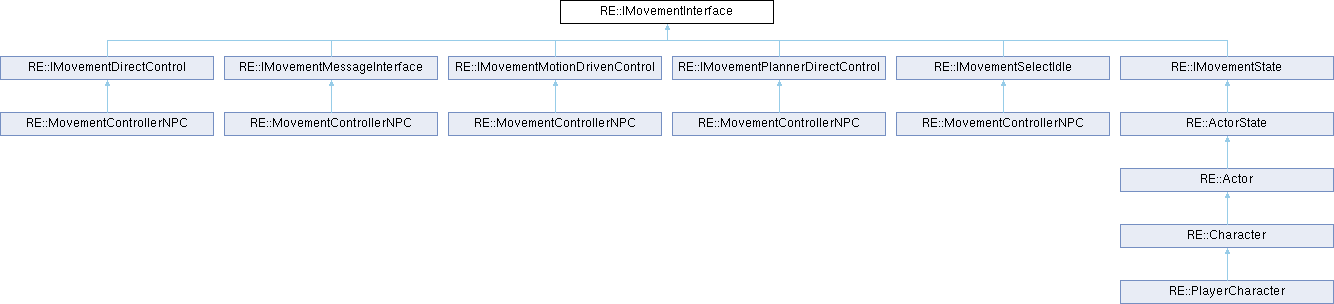 RE::IMovementInterface
RE::IMovementDirectControl
RE::IMovementMessageInterface
RE::IMovementMotionDrivenControl
RE::IMovementPlannerDirectControl
RE::IMovementSelectIdle
RE::IMovementState
RE::MovementControllerNPC
RE::MovementControllerNPC
RE::MovementControllerNPC
RE::MovementControllerNPC
RE::MovementControllerNPC
RE::ActorState
RE::Actor
RE::Character
RE::PlayerCharacter